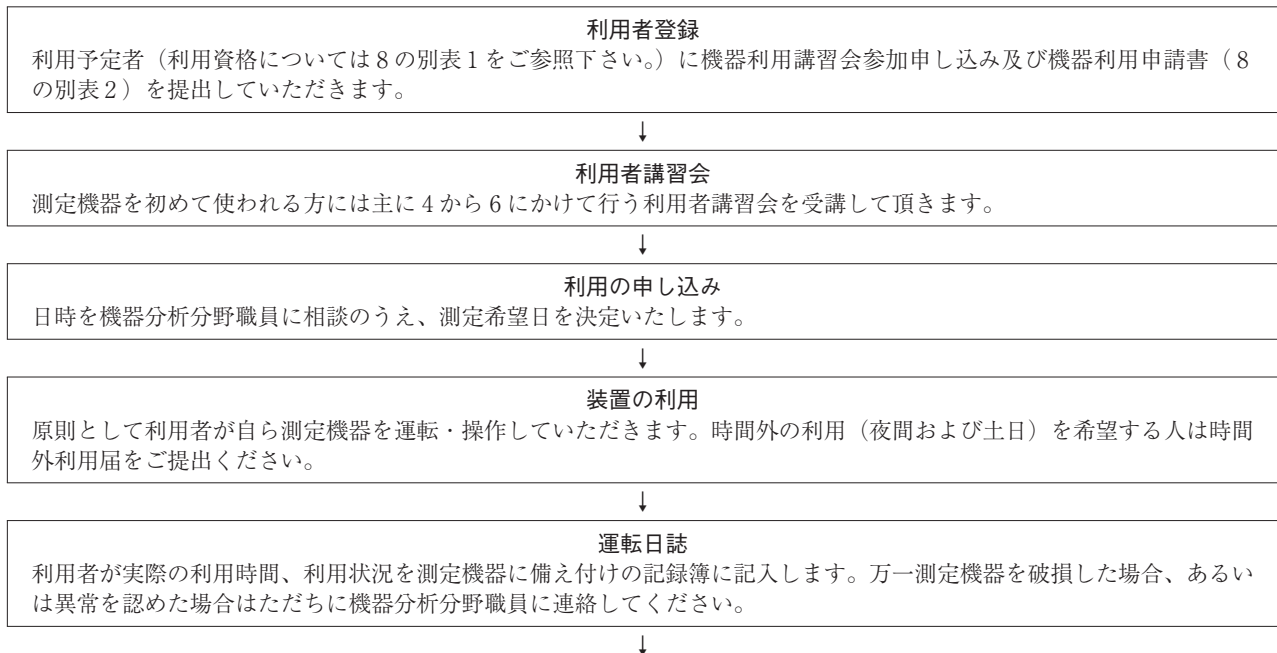 利用者登録
利用予定者（利用資格については８の別表１をご参照下さい。）に機器利用講習会参加申し込み及び機器利用申請書（８
の別表２）を提出していただきます。
↓
利用者講習会
測定機器を初めて使われる方には主に４から６にかけて行う利用者講習会を受講して頂きます。
↓
利用の申し込み
日時を機器分析分野職員に相談のうえ、測定希望日を決定いたします。
↓
装置の利用
原則として利用者が自ら測定機器を運転・操作していただきます。時間外の利用（夜間および土日）を希望する人は時間
外利用届をご提出ください。
↓
運転日誌
利用者が実際の利用時間、利用状況を測定機器に備え付けの記録簿に記入します。万一測定機器を破損した場合、あるい
は異常を認めた場合はただちに機器分析分野職員に連絡してください。
↓